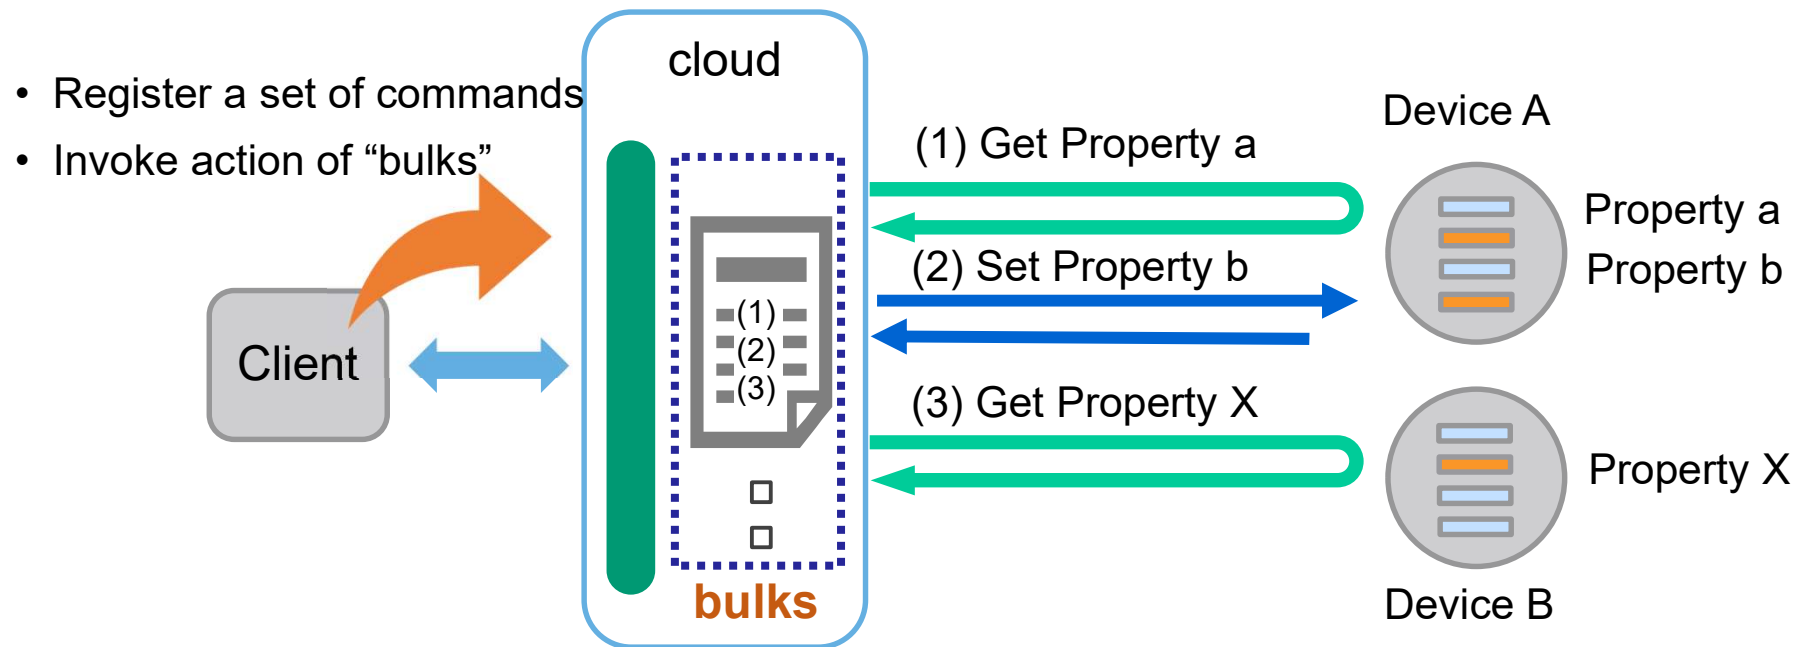 • Register a set of commands
• Invoke action of “bulks”
Client
cloud
(1)
(2)
(3)
bulks
(1) Get Property a
(2) Set Property b
(3) Get Property X
Device A
Property a
Property b
Property X
Device B